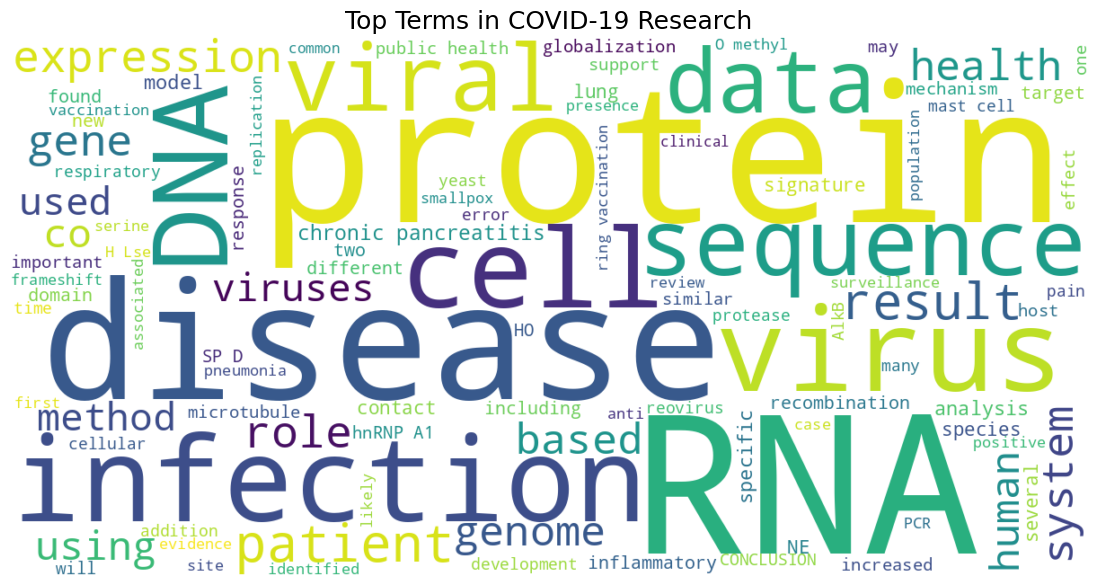 Top Terms in COVID-19 Research
expression
common
viral
public health
globalization
O methyl
may
health
one
model
support
data
found
vaccination
new
DNA
replication
protein
lung
presence
mechanism
mast cell
target
gene
respiratory
clinical
population
effect
used
response
yeast
smallpox
error
ring vaccination
signature
co
serine
H Lse
chronic pancreatitis
two
different
cell
sequence
important
frameshift
domain
time
associated
viruses
review
similar
surveillance
result
host
pain
disease
HO
protease
AlkB
virus
many
SP D
pneumonia
first
method
microtubule
cellular
role
contact
hnRNP A1
including
anti
reovirus
recombination
case
analysis
species
positive
system
based
specific
infection
RNA
PCR
human
several
likely
using
addition
evidence
will
site
patient
identified
genome
development
inflammatory
NE
CONCLUSION
increased